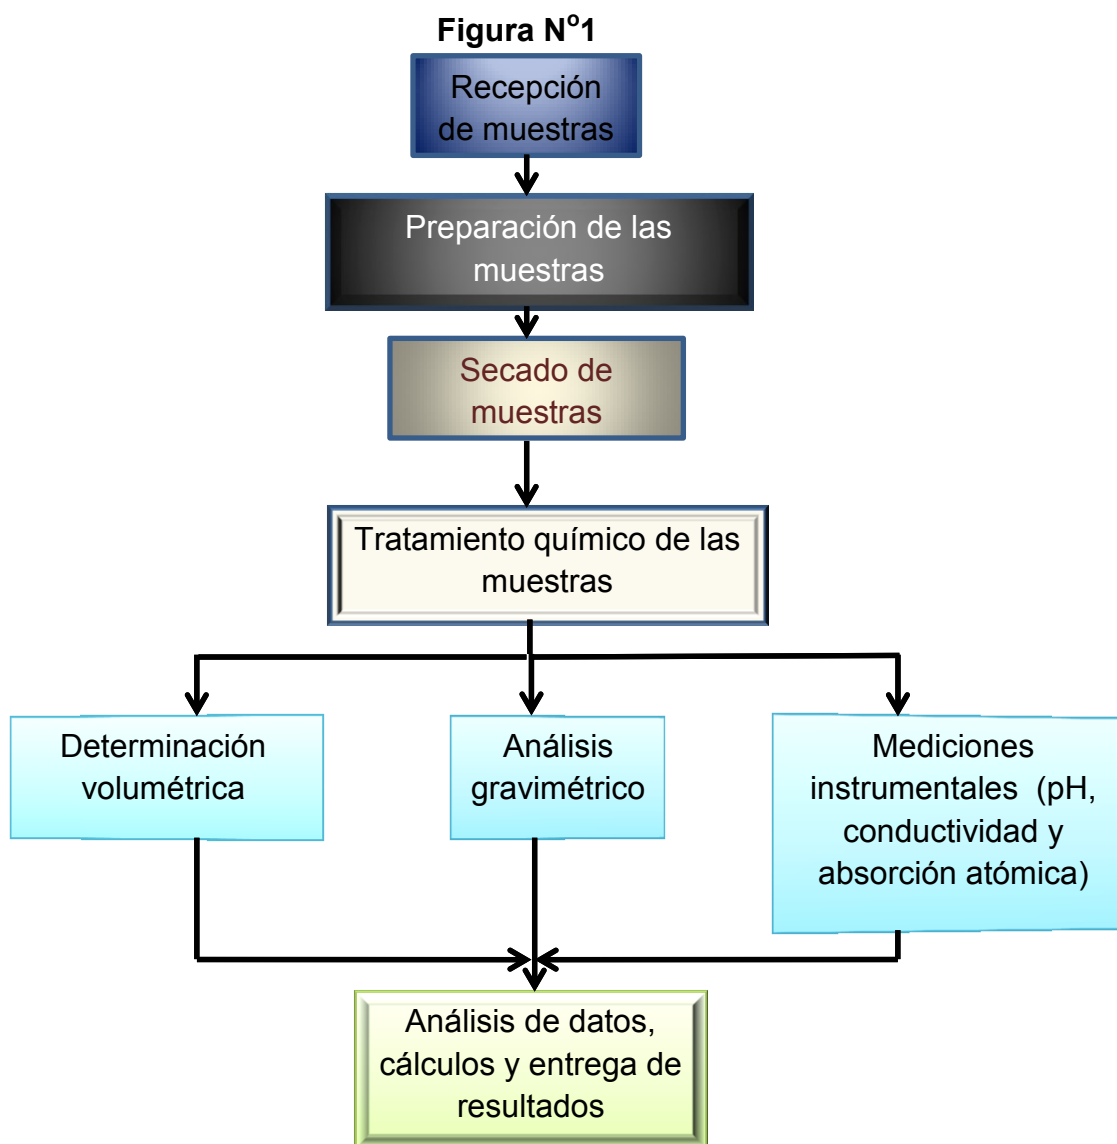 Figura Nº1
Recepción
de muestras
Preparación de las
muestras
Secado de
muestras
Tratamiento químico de las
muestras
Determinación
volumétrica
Análisis
gravimétrico
Mediciones
instrumentales (pH,
conductividad y
absorción atómica)
Análisis de datos,
cálculos y entrega de
resultados